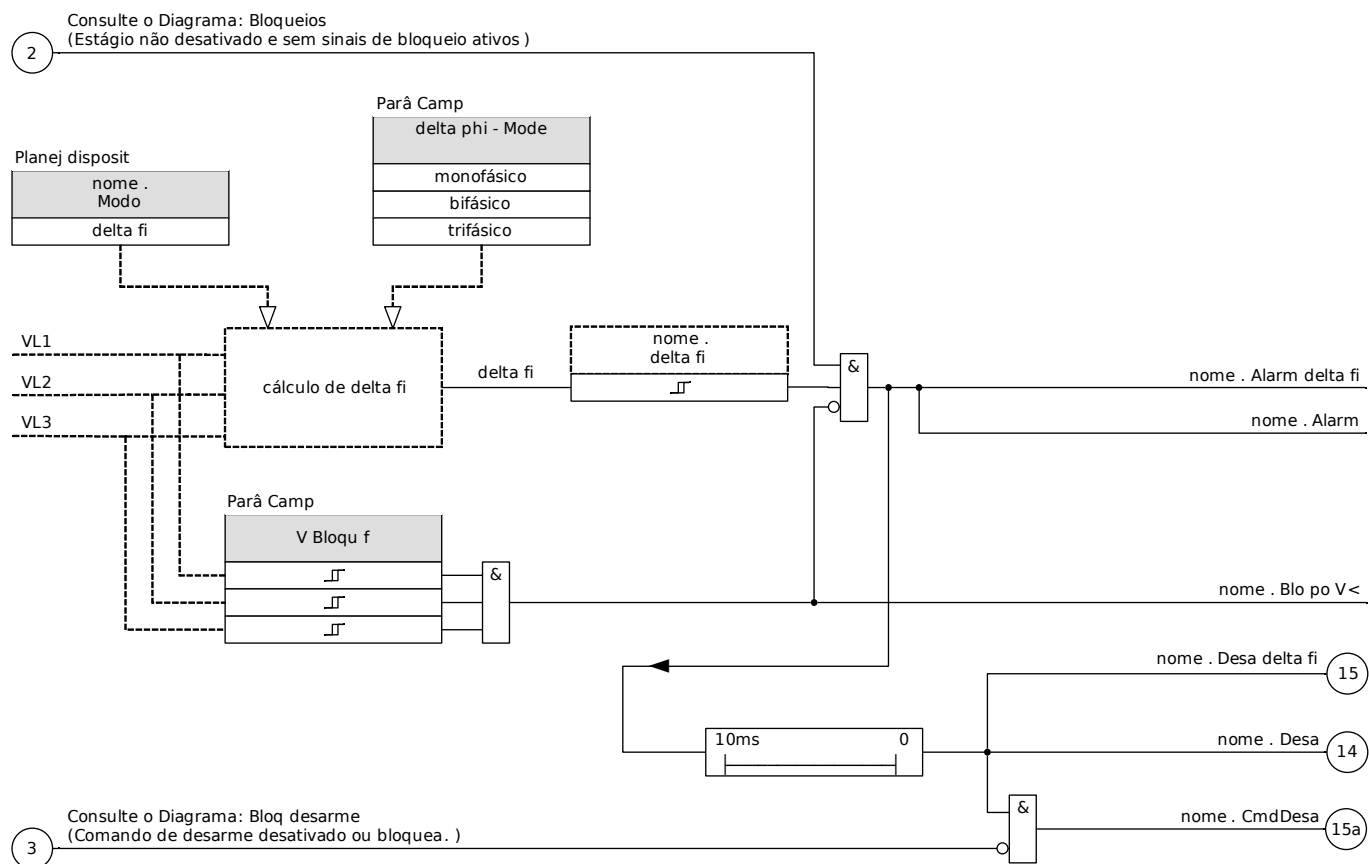 Consulte o Diagrama: Bloqueios
(Estágio não desativado e sem sinais de bloqueio ativos )
2
Parâ Camp
delta phi - Mode
monofásico
bifásico
trifásico
Planej disposit
nome .
Modo
delta fi
VL1
VL2
VL3
cálculo de delta fi
delta fi
nome .
delta fi
&
nome . Alarm delta fi
nome . Alarm
Parâ Camp
V Bloqu f
&
nome . Blo po V<
nome . Desa delta fi
15
10ms
0
nome . Desa
14
Consulte o Diagrama: Bloq desarme
(Comando de desarme desativado ou bloquea. )
3
&
nome . CmdDesa
15a